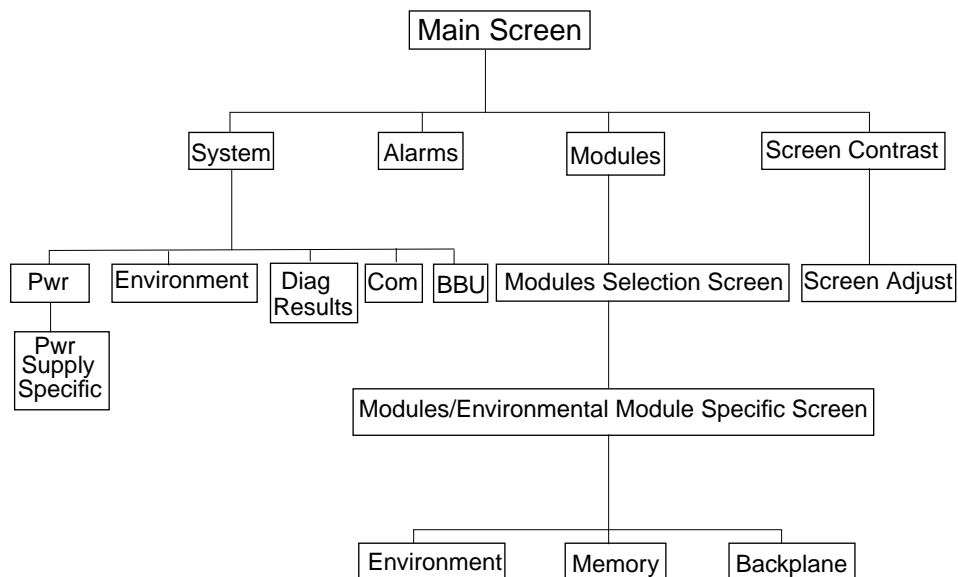 Main Screen
System
Alarms
Modules
Screen Contrast
Pwr
Environment
Diag
Results
Com
BBU
Modules Selection Screen
Screen Adjust
Pwr
Supply
Specific
Modules/Environmental Module Specific Screen
Environment
Memory
Backplane